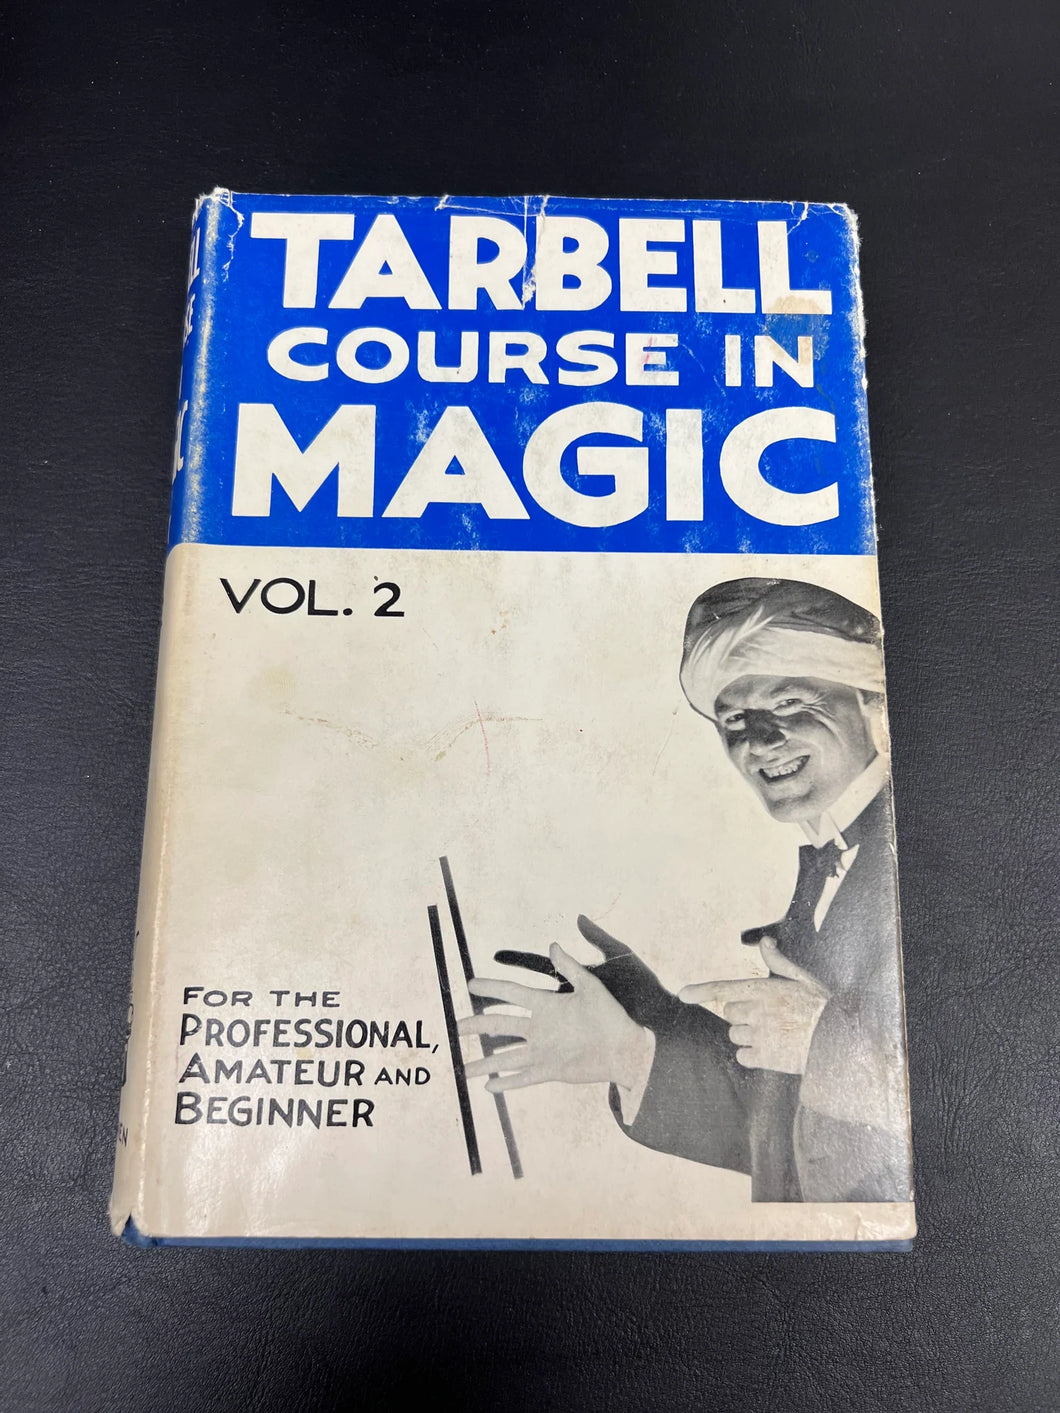 TARBELL
COURSE IN
MAGIC
VOL. 2
FOR THE
PROFESSIONAL,
AMATEUR AND
BEGINNER